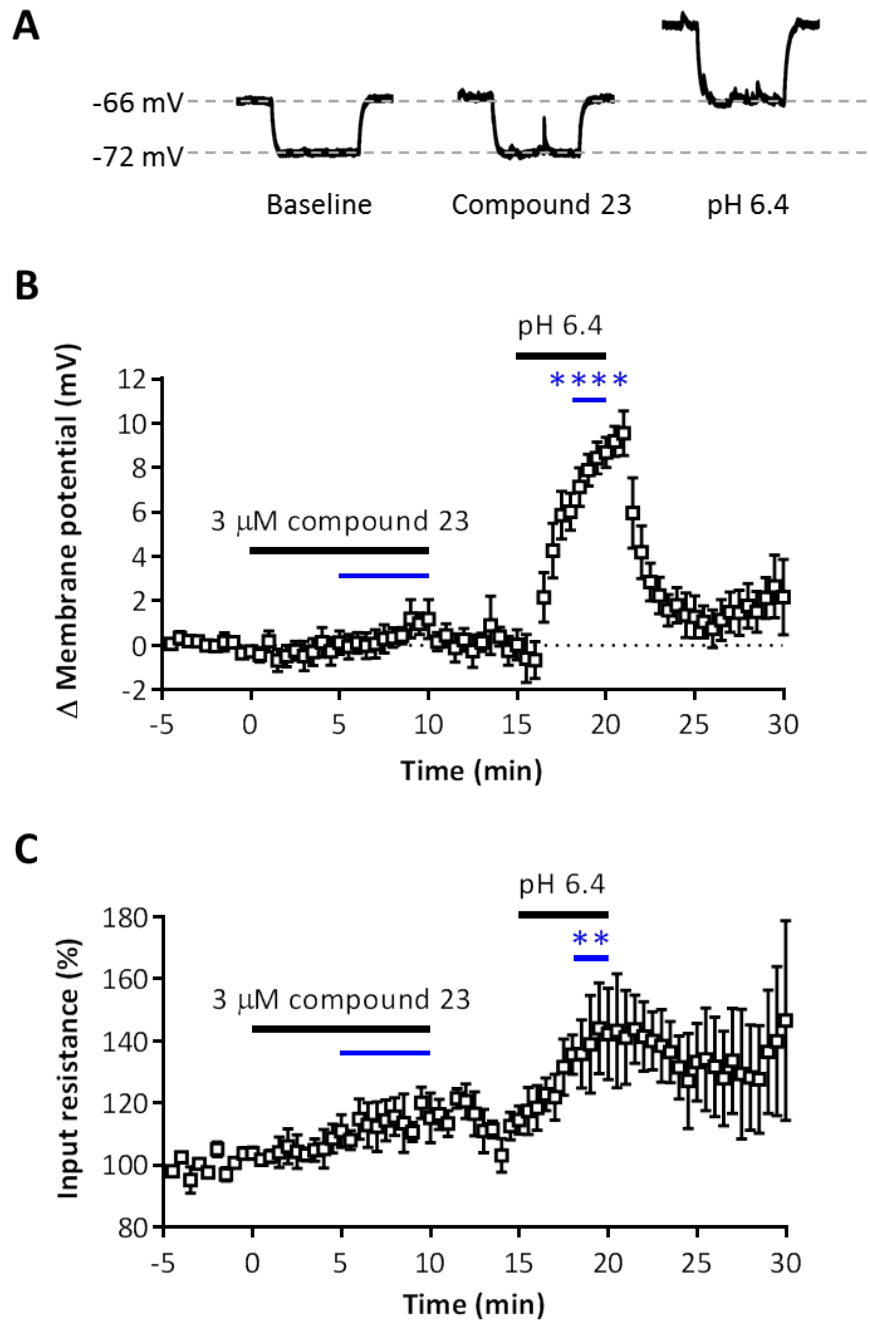 A
-66 mV
-72 mV
Baseline Compound 23 pH 6.4
B
pH 6.4
****
3 μM compound 23
Δ Membrane potential (mV)
12
10
8
6
4
2
0
-2
-5 0 5 10 15 20 25 30
Time (min)
C
pH 6.4
**
3 μM compound 23
Input resistance (%)
180
160
140
120
100
80
-5 0 5 10 15 20 25 30
Time (min)